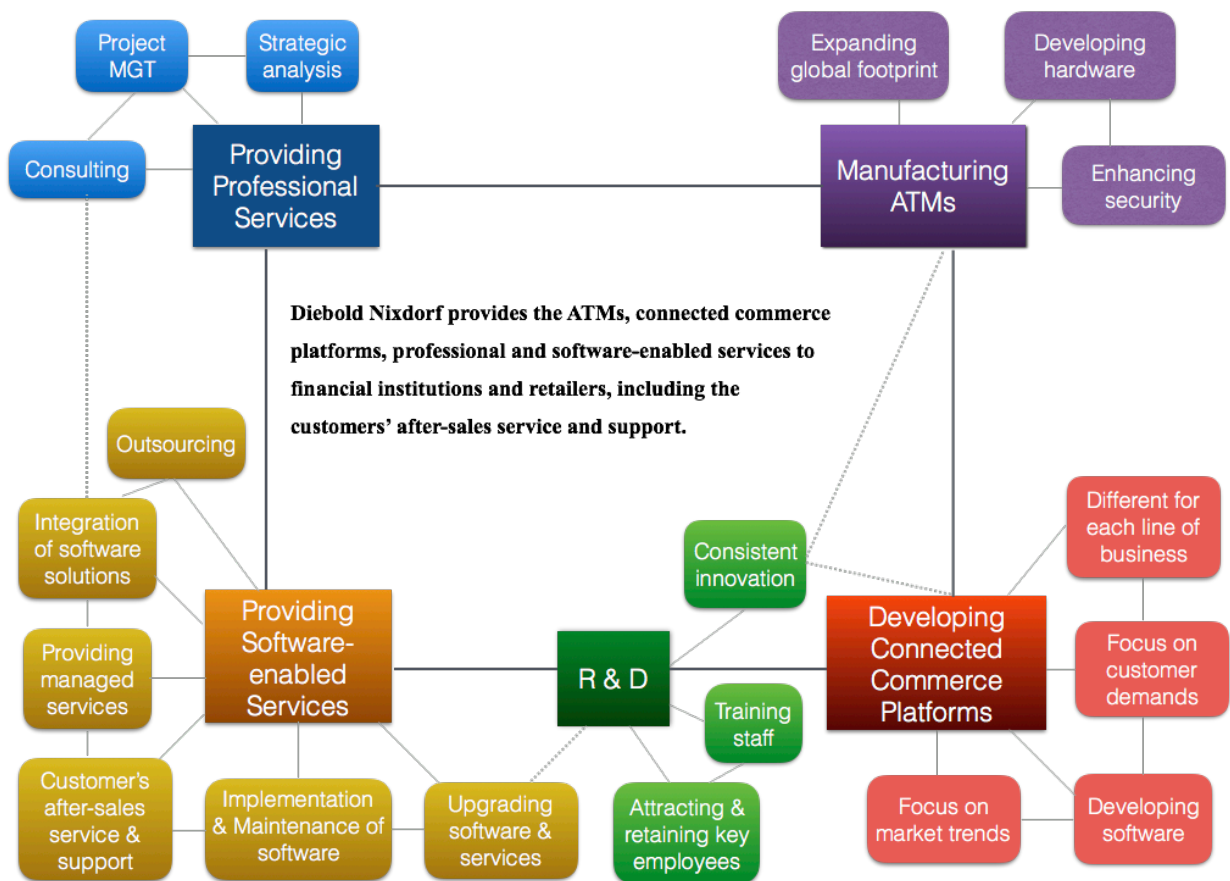 Project
MGT
Strategic
analysis
Expanding
global footprint
Developing
hardware
Consulting
Providing
Professional
Services
Manufacturing
ATMs
Enhancing
security
Diebold Nixdorf provides the ATMs, connected commerce
platforms, professional and software-enabled services to
financial institutions and retailers, including the
customers’ after-sales service and support.
Outsourcing
Integration
of software
solutions
Consistent
innovation
Different for
each line of
business
Providing
Software-
enabled
Services
R & D
Developing
Connected
Commerce
Platforms
Providing
managed
services
Focus on
customer
demands
Training
staff
Customer's
after-sales
service &
support
Implementation
& Maintenance of
software
Upgrading
software &
services
Attracting &
retaining key
employees
Focus on
market trends
Developing
software